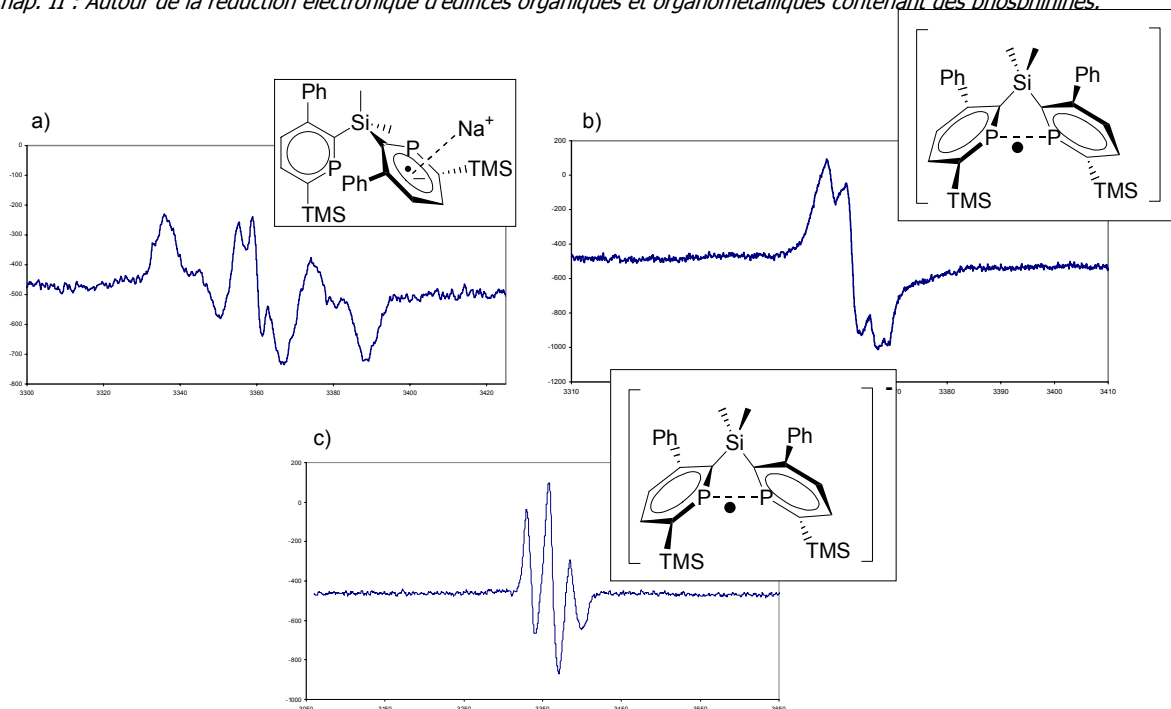 hap. II : Autour de la réduction électronique d'édifices organiques et organométalliques contenant des phosphinines.
a)
Ph
Si
Na+
P
P
TMS
Ph
TMS
0
-100
-200
-300
-400
-500
-600
-700
-800
3300 3320 3340 3360 3380 3400 3420
b)
Ph
Si
Ph
P
P
TMS
TMS
200
0
-200
-400
-600
-800
-1000
-1200
3310 3380 3390 3400 3410
c)
-
Ph
Si
Ph
P
P
TMS
TMS
200
0
-200
-400
-600
-800
-1000